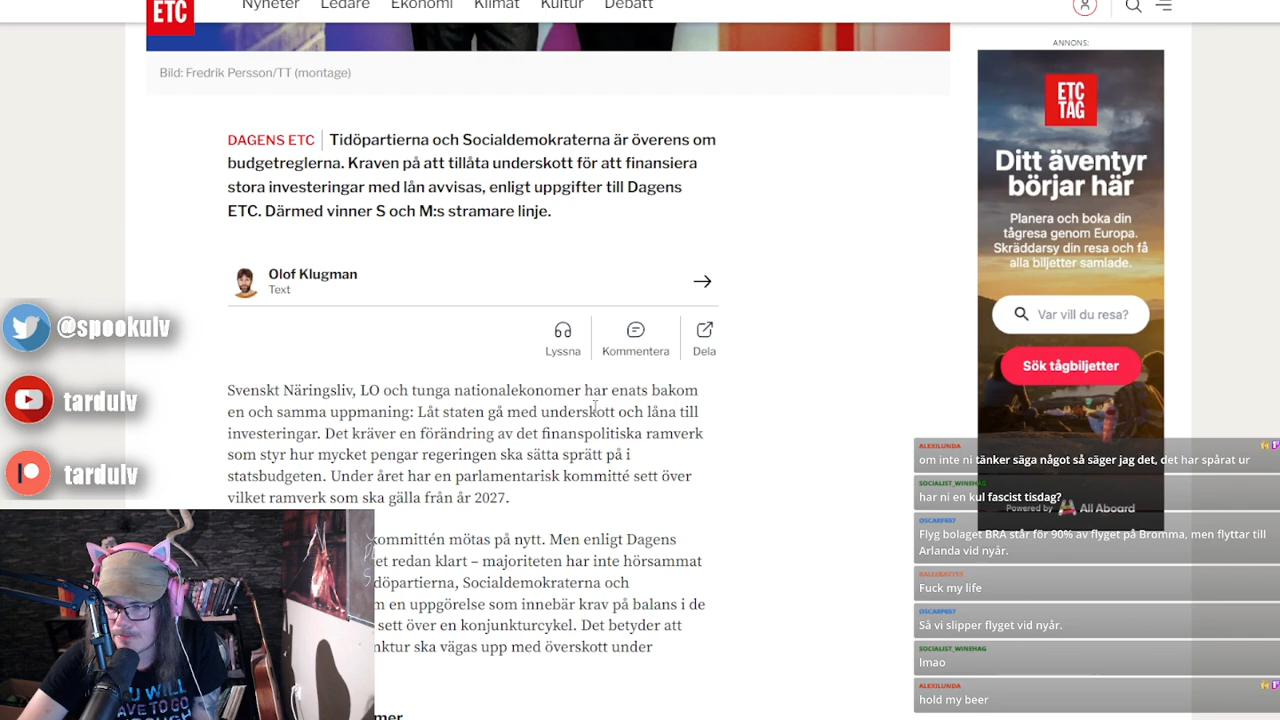 ETC
Nyheter Ledare Ekonomi Klimat Kultur Debatt
Bild: Fredrik Persson/TT (montage)
DAGENS ETC Tidöpartierna och Socialdemokraterna är överens om
budgetreglerna. Kraven på att tillåta underskott för att finansiera
stora investeringar med lån avvisas, enligt uppgifter till Dagens
ETC. Därmed vinner S och M:s stramare linje.
Olof Klugman
Text
Lyssna Kommentera Dela
Svenskt Näringsliv, LO och tunga nationalekonomer har enats bakom
en och samma uppmaning: Låt staten gå med underskott och låna till
investeringar. Det kräver en förändring av det finanspolitiska ramverk
som styr hur mycket pengar regeringen ska sätta sprätt på i
statsbudgeten. Under året har en parlamentarisk kommitté sett över
vilket ramverk som ska gälla från år 2027.
kommittén mötas på nytt. Men enligt Dagens
et redan klart – majoriteten har inte hörsammat
döpartierna, Socialdemokraterna och
m en uppgörelse som innebär krav på balans i de
sett över en konjunkturcykel. Det betyder att
nktur ska vägas upp med överskott under
mer
ANNONS:
ETC
TAG
Ditt äventyr
börjar här
Planera och boka din
tågresa genom Europa.
Skräddarsy din resa och få
alla biljetter samlade.
Var vill du resa?
Sök tågbiljetter
Powered by All Aboard
@spookulv
tardulv
tardulv
ALEXILUNDA
om inte ni tänker säga något så säger jag det, det har spårat ur
SOCIALIST_WINEHAG
har ni en kul fascist tisdag?
OSCARP657
Flyg bolaget BRA står för 90% av flyget på Bromma, men flyttar till
Arlanda vid nyår.
Fuck my life
OSCARP657
Så vi slipper flyget vid nyår.
SOCIALIST_WINEHAG
lmao
ALEXILUNDA
hold my beer
U WILL
AVE TO GO